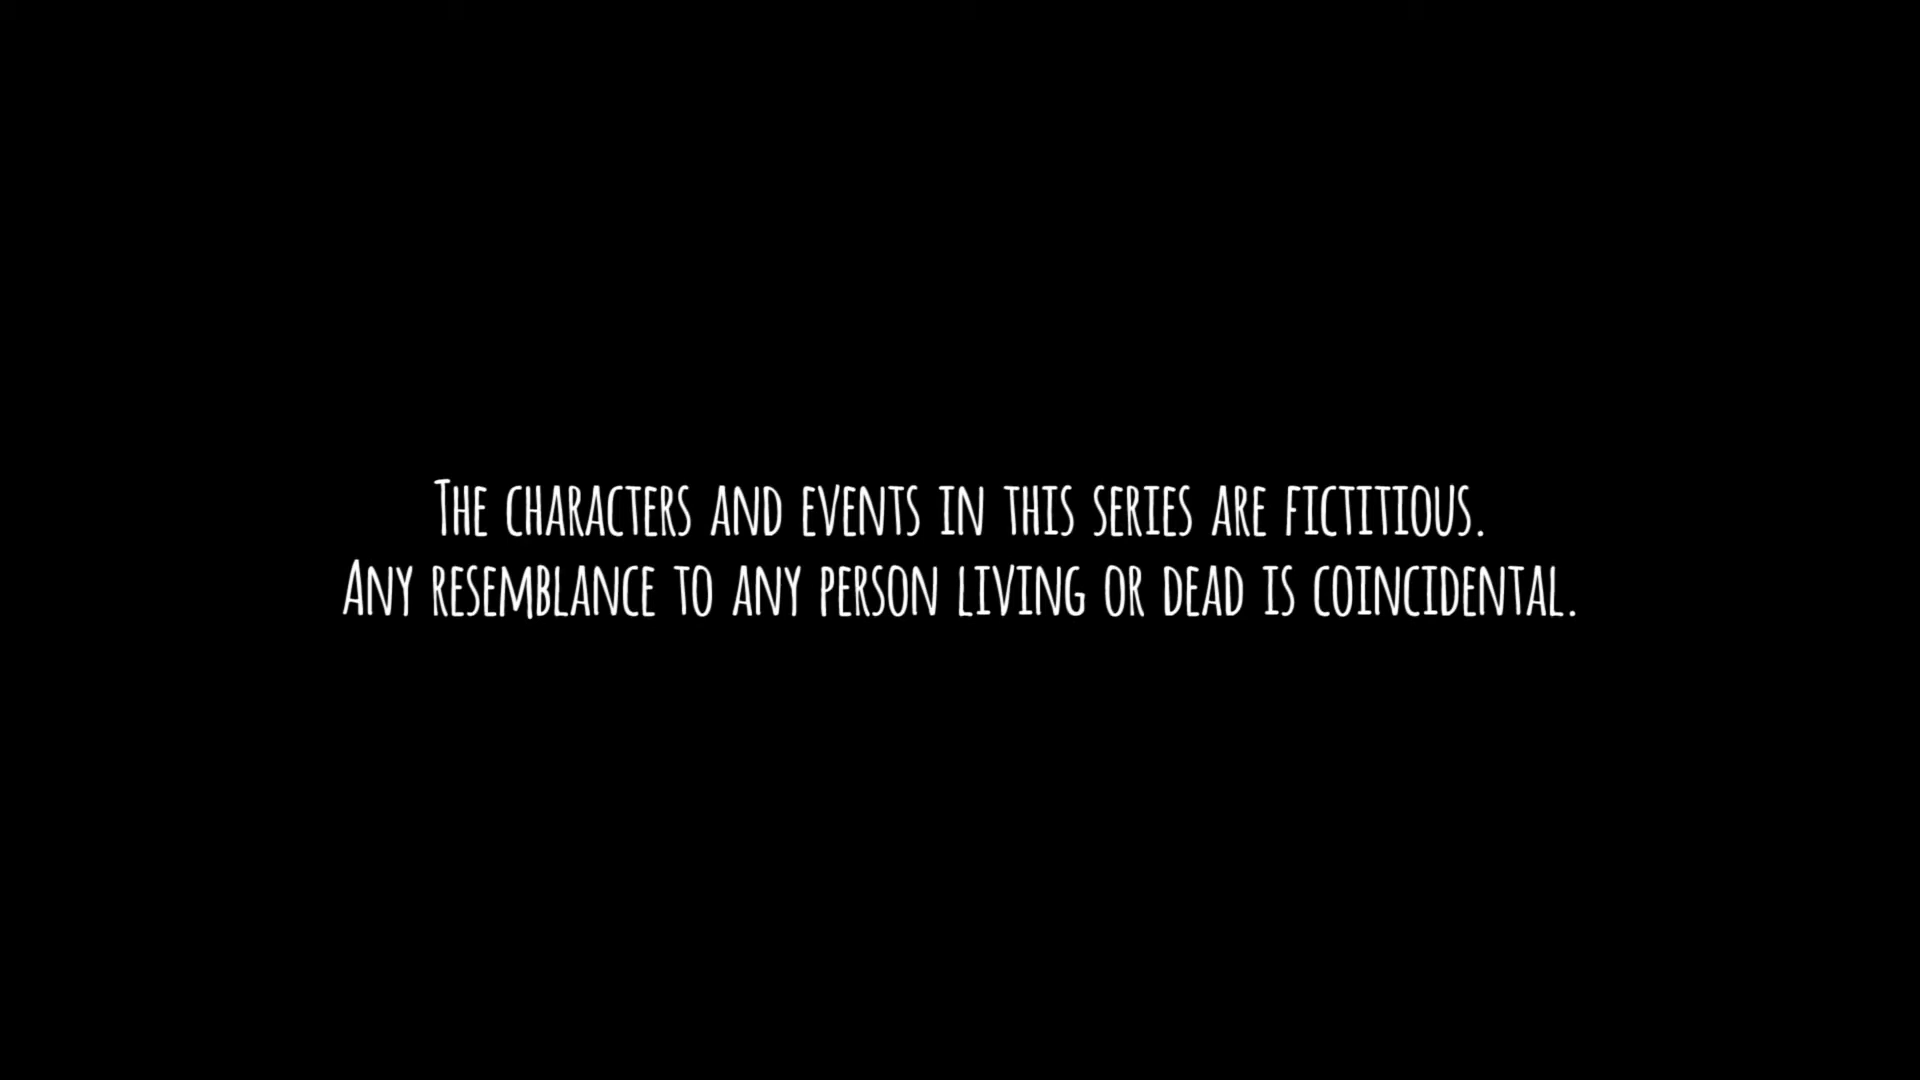 The characters and events in this series are fictitious.
Any resemblance to any person living or dead is coincidental.